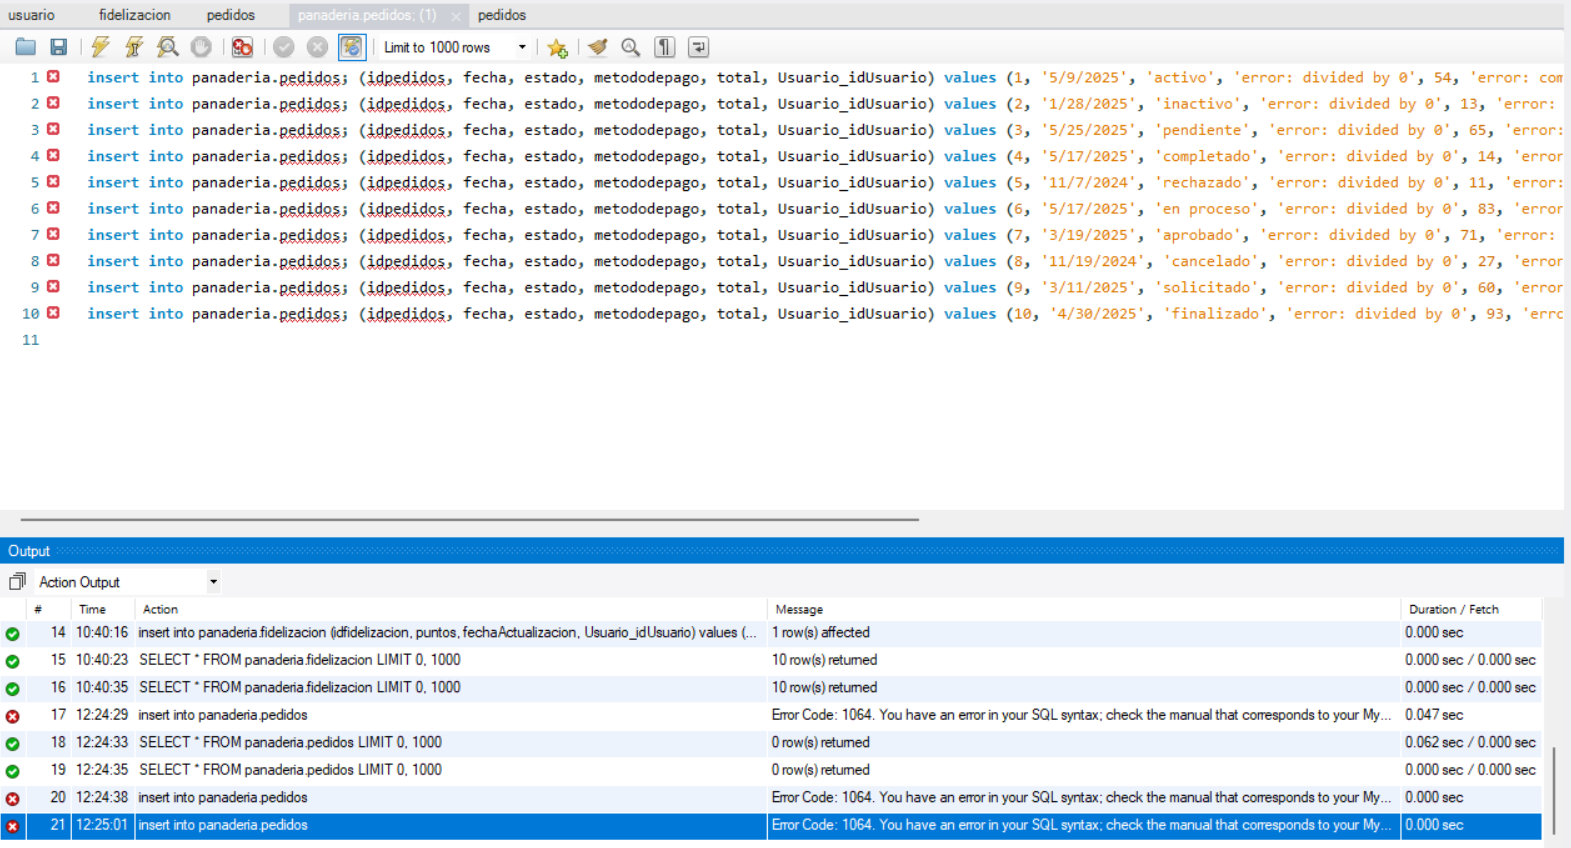 usuario fidelizacion pedidos panaderia.pedidos; (1) × pedidos
Limit to 1000 rows
1 insert into panaderia.pedidos; (idpedidos, fecha, estado, metododepago, total, Usuario_idUsuario) values (1, '5/9/2025', 'activo', 'error: divided by 0', 54, 'error: com
2 insert into panaderia.pedidos; (idpedidos, fecha, estado, metododepago, total, Usuario_idUsuario) values (2, '1/28/2025', 'inactivo', 'error: divided by 0', 13, 'error:
3 insert into panaderia.pedidos; (idpedidos, fecha, estado, metododepago, total, Usuario_idUsuario) values (3, '5/25/2025', 'pendiente', 'error: divided by 0', 65, 'error:
4 insert into panaderia.pedidos; (idpedidos, fecha, estado, metododepago, total, Usuario_idUsuario) values (4, '5/17/2025', 'completado', 'error: divided by 0', 14, 'error
5 insert into panaderia.pedidos; (idpedidos, fecha, estado, metododepago, total, Usuario_idUsuario) values (5, '11/7/2024', 'rechazado', 'error: divided by 0', 11, 'error:
6 insert into panaderia.pedidos; (idpedidos, fecha, estado, metododepago, total, Usuario_idUsuario) values (6, '5/17/2025', 'en proceso', 'error: divided by 0', 83, 'error
7 insert into panaderia.pedidos; (idpedidos, fecha, estado, metododepago, total, Usuario_idUsuario) values (7, '3/19/2025', 'aprobado', 'error: divided by 0', 71, 'error:
8 insert into panaderia.pedidos; (idpedidos, fecha, estado, metododepago, total, Usuario_idUsuario) values (8, '11/19/2024', 'cancelado', 'error: divided by 0', 27, 'error
9 insert into panaderia.pedidos; (idpedidos, fecha, estado, metododepago, total, Usuario_idUsuario) values (9, '3/11/2025', 'solicitado', 'error: divided by 0', 60, 'error
10 insert into panaderia.pedidos; (idpedidos, fecha, estado, metododepago, total, Usuario_idUsuario) values (10, '4/30/2025', 'finalizado', 'error: divided by 0', 93, 'erro
11
Output
Action Output
# Time Action Message Duration / Fetch
14 10:40:16 insert into panaderia.fidelizacion (idfidelizacion, puntos, fechaActualizacion, Usuario_idUsuario) values (... 1 row(s) affected 0.000 sec
15 10:40:23 SELECT * FROM panaderia.fidelizacion LIMIT 0, 1000 10 row(s) returned 0.000 sec / 0.000 sec
16 10:40:35 SELECT * FROM panaderia.fidelizacion LIMIT 0, 1000 10 row(s) returned 0.000 sec / 0.000 sec
17 12:24:29 insert into panaderia.pedidos Error Code: 1064. You have an error in your SQL syntax; check the manual that corresponds to your My... 0.047 sec
18 12:24:33 SELECT * FROM panaderia.pedidos LIMIT 0, 1000 0 row(s) returned 0.062 sec / 0.000 sec
19 12:24:35 SELECT * FROM panaderia.pedidos LIMIT 0, 1000 0 row(s) returned 0.000 sec / 0.000 sec
20 12:24:38 insert into panaderia.pedidos Error Code: 1064. You have an error in your SQL syntax; check the manual that corresponds to your My... 0.000 sec
21 12:25:01 insert into panaderia.pedidos Error Code: 1064. You have an error in your SQL syntax; check the manual that corresponds to your My... 0.000 sec